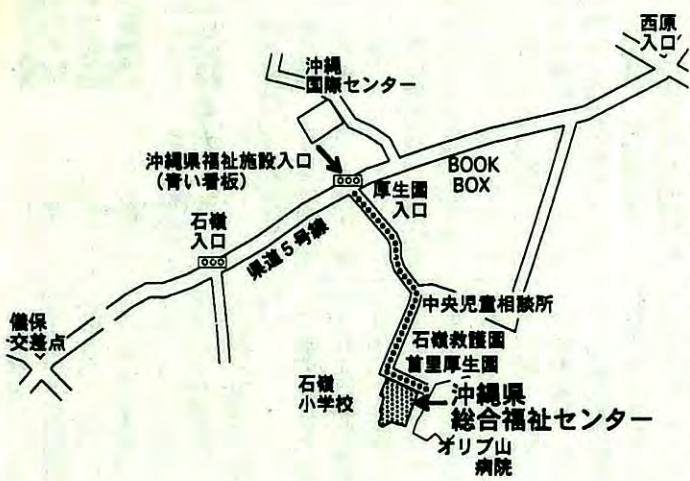 西原
入口
沖縄
国際センター
沖縄県福祉施設入口
(青い看板)
厚生園
入口
BOOK
BOX
石嶺
入口
県道5号線
儀保
交差点
中央児童相談所
石嶺救護園
首里厚生園
石嶺
小学校
沖縄県
総合福祉センター
オリブ山
病院